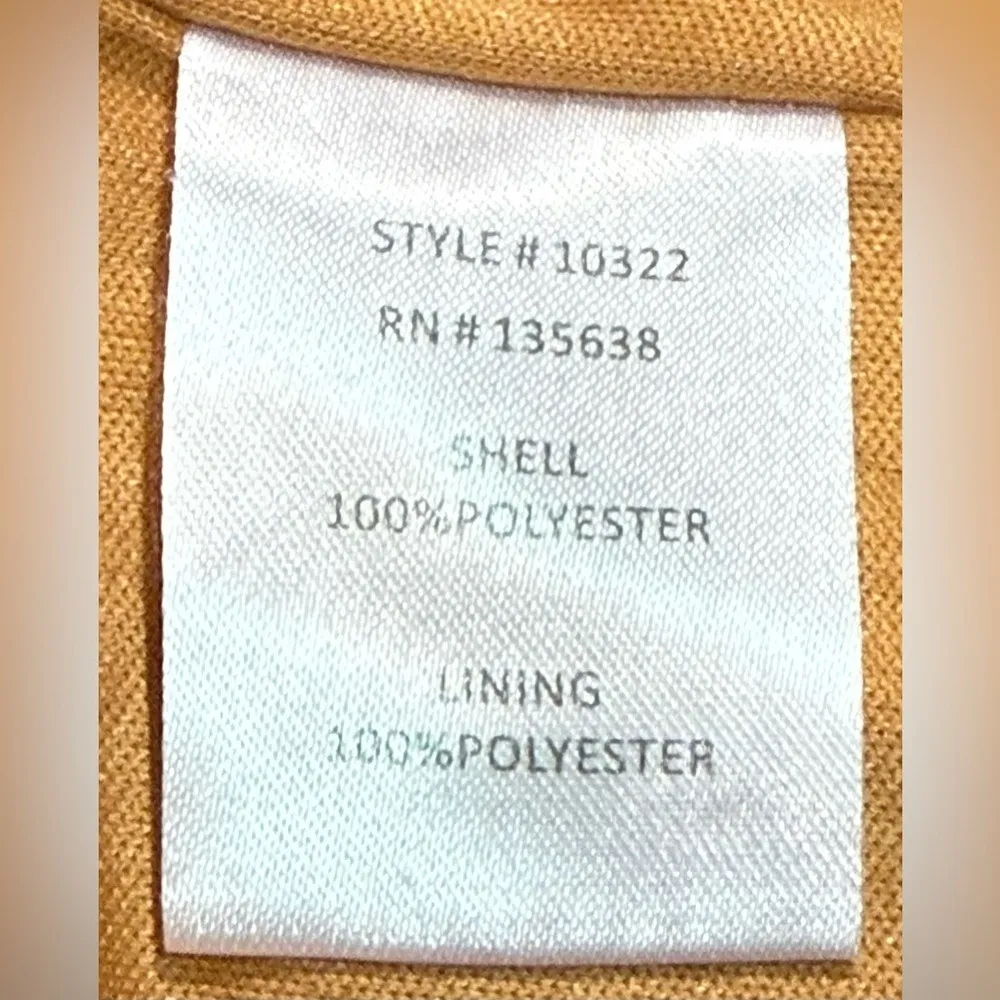 STYLE # 10322
RN # 135638
SHELL
100%POLYESTER
LINING
100%POLYESTER